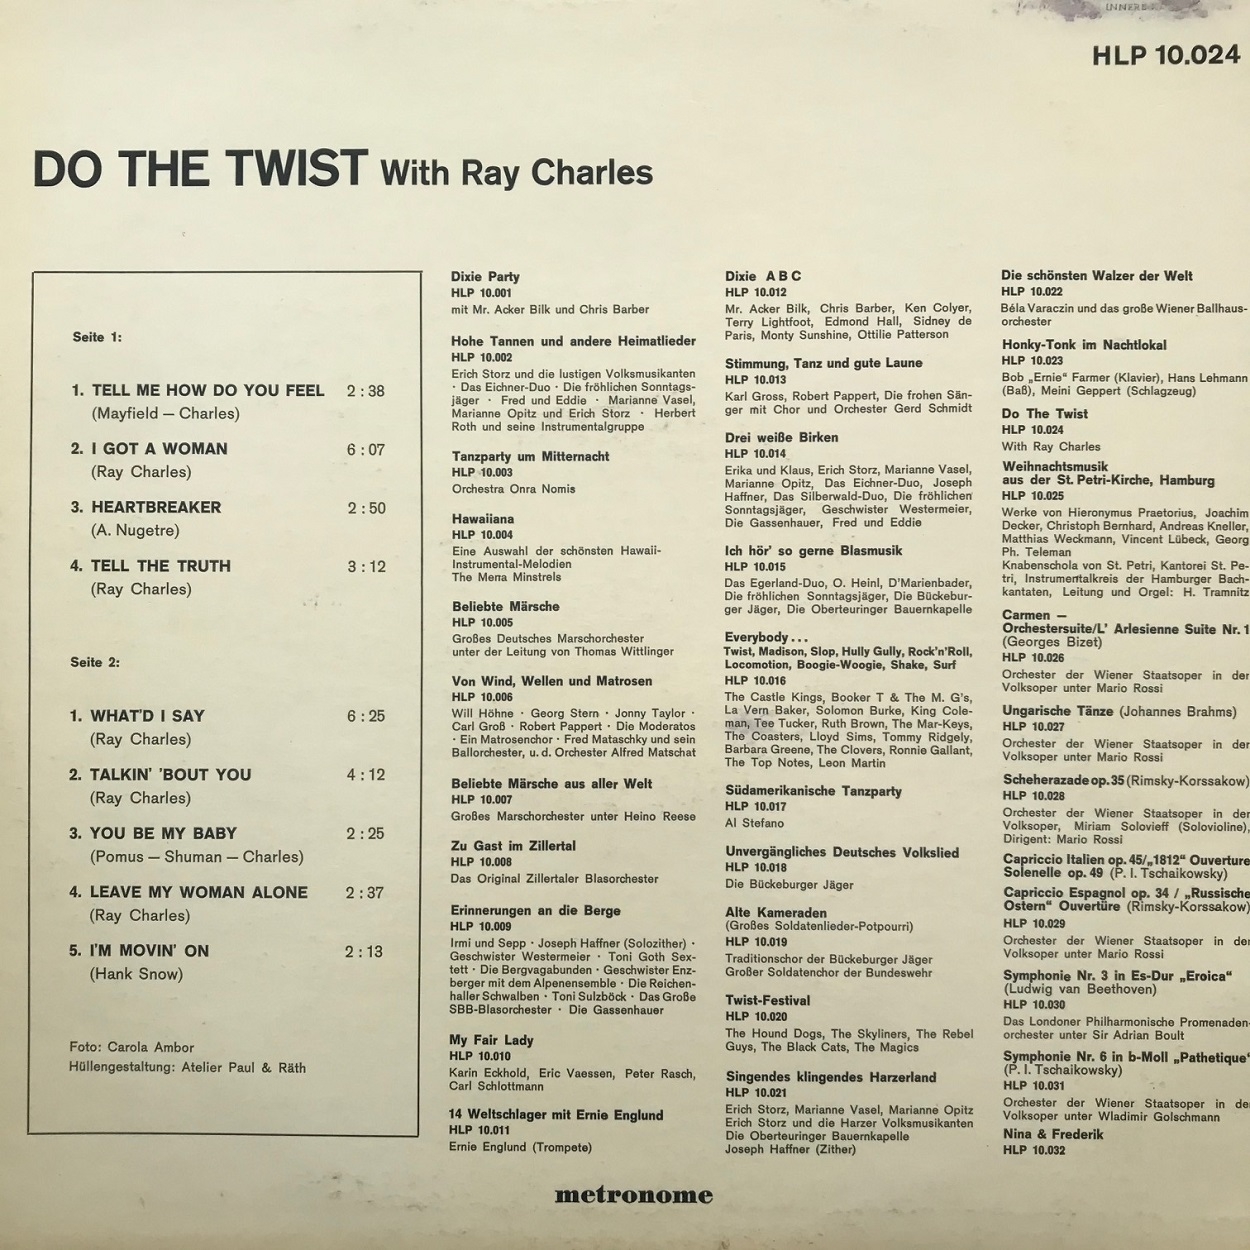 INNERE
HLP 10.024
DO THE TWIST With Ray Charles
Seite 1:
1. TELL ME HOW DO YOU FEEL 2 : 38
(Mayfield — Charles)
2. I GOT A WOMAN 6 : 07
(Ray Charles)
3. HEARTBREAKER 2 : 50
(A. Nugetre)
4. TELL THE TRUTH 3 : 12
(Ray Charles)
Seite 2:
1. WHAT'D I SAY 6 : 25
(Ray Charles)
2. TALKIN' 'BOUT YOU 4 : 12
(Ray Charles)
3. YOU BE MY BABY 2 : 25
(Pomus — Shuman — Charles)
4. LEAVE MY WOMAN ALONE 2 : 37
(Ray Charles)
5. I'M MOVIN' ON 2 : 13
(Hank Snow)
Foto: Carola Ambor
Hüllengestaltung: Atelier Paul & Räth
Dixie Party
HLP 10.001
mit Mr. Acker Bilk und Chris Barber
Hohe Tannen und andere Heimatlieder
HLP 10.002
Erich Storz und die lustigen Volksmusikanten
· Das Eichner-Duo · Die fröhlichen Sonntags-
jäger · Fred und Eddie · Marianne Vasel,
Marianne Opitz und Erich Storz · Herbert
Roth und seine Instrumentalgruppe
Tanzparty um Mitternacht
HLP 10.003
Orchestra Onra Nomis
Hawaiiana
HLP 10.004
Eine Auswahl der schönsten Hawaii-
Instrumental-Melodien
The Mena Minstrels
Beliebte Märsche
HLP 10.005
Großes Deutsches Marschorchester
unter der Leitung von Thomas Wittlinger
Von Wind, Wellen und Matrosen
HLP 10.006
Will Höhne · Georg Stern · Jonny Taylor ·
Carl Groß · Robert Pappert · Die Moderatos
· Ein Matrosenchor · Fred Mataschky und sein
Ballorchester, u. d. Orchester Alfred Matschat
Beliebte Märsche aus aller Welt
HLP 10.007
Großes Marschorchester unter Heino Reese
Zu Gast im Zillertal
HLP 10.008
Das Original Zillertaler Blasorchester
Erinnerungen an die Berge
HLP 10.009
Irmi und Sepp · Joseph Haffner (Solozither) ·
Geschwister Westermeier · Toni Goth Sex-
tett · Die Bergvagabunden · Geschwister Enz-
berger mit dem Alpenensemble · Die Reichen-
haller Schwalben · Toni Sulzböck · Das Große
SBB-Blasorchester · Die Gassenhauer
My Fair Lady
HLP 10.010
Karin Eckhold, Eric Vaessen, Peter Rasch,
Carl Schlottmann
14 Weltschlager mit Ernie Englund
HLP 10.011
Ernie Englund (Trompete)
Dixie A B C
HLP 10.012
Mr. Acker Bilk, Chris Barber, Ken Colyer,
Terry Lightfoot, Edmond Hall, Sidney de
Paris, Monty Sunshine, Ottilie Patterson
Stimmung, Tanz und gute Laune
HLP 10.013
Karl Gross, Robert Pappert, Die frohen Sän-
ger mit Chor und Orchester Gerd Schmidt
Drei weiße Birken
HLP 10.014
Erika und Klaus, Erich Storz, Marianne Vasel,
Marianne Opitz, Das Eichner-Duo, Joseph
Haffner, Das Silberwald-Duo, Die fröhlichen
Sonntagsjäger, Geschwister Westermeier,
Die Gassenhauer, Fred und Eddie
Ich hör' so gerne Blasmusik
HLP 10.015
Das Egerland-Duo, O. Heinl, D'Marienbader,
Die fröhlichen Sonntagsjäger, Die Bückebur-
ger Jäger, Die Oberteuringer Bauernkapelle
Everybody...
Twist, Madison, Slop, Hully Gully, Rock'n'Roll,
Locomotion, Boogie-Woogie, Shake, Surf
HLP 10.016
The Castle Kings, Booker T & The M. G's,
La Vern Baker, Solomon Burke, King Cole-
man, Tee Tucker, Ruth Brown, The Mar-Keys,
The Coasters, Lloyd Sims, Tommy Ridgely,
Barbara Greene, The Clovers, Ronnie Gallant,
The Top Notes, Leon Martin
Südamerikanische Tanzparty
HLP 10.017
Al Stefano
Unvergängliches Deutsches Volkslied
HLP 10.018
Die Bückeburger Jäger
Alte Kameraden
(Großes Soldatenlieder-Potpourri)
HLP 10.019
Traditionschor der Bückeburger Jäger
Großer Soldatenchor der Bundeswehr
Twist-Festival
HLP 10.020
The Hound Dogs, The Skyliners, The Rebel
Guys, The Black Cats, The Magics
Singendes klingendes Harzerland
HLP 10.021
Erich Storz, Marianne Vasel, Marianne Opitz
Erich Storz und die Harzer Volksmusikanten
Die Oberteuringer Bauernkapelle
Joseph Haffner (Zither)
Die schönsten Walzer der Welt
HLP 10.022
Béla Varaczin und das große Wiener Ballhaus-
orchester
Honky-Tonk im Nachtlokal
HLP 10.023
Bob „Ernie" Farmer (Klavier), Hans Lehmann
(Baß), Meini Geppert (Schlagzeug)
Do The Twist
HLP 10.024
With Ray Charles
Weihnachtsmusik
aus der St. Petri-Kirche, Hamburg
HLP 10.025
Werke von Hieronymus Praetorius, Joachim
Decker, Christoph Bernhard, Andreas Kneller,
Matthias Weckmann, Vincent Lübeck, Georg
Ph. Teleman
Knabenschola von St. Petri, Kantorei St. Pe-
tri, Instrumentalkreis der Hamburger Bach-
kantaten, Leitung und Orgel: H. Tramnitz
Carmen —
Orchestersuite/L' Arlesienne Suite Nr. 1
(Georges Bizet)
HLP 10.026
Orchester der Wiener Staatsoper in der
Volksoper unter Mario Rossi
Ungarische Tänze (Johannes Brahms)
HLP 10.027
Orchester der Wiener Staatsoper in der
Volksoper unter Mario Rossi
Scheherazade op. 35 (Rimsky-Korssakow)
HLP 10.028
Orchester der Wiener Staatsoper in der
Volksoper, Miriam Solovieff (Solovioline),
Dirigent: Mario Rossi
Capriccio Italien op. 45/„1812" Ouverture
Solenelle op. 49 (P. I. Tschaikowsky)
Capriccio Espagnol op. 34 / „Russische
Ostern" Ouvertüre (Rimsky-Korssakow)
HLP 10.029
Orchester der Wiener Staatsoper in der
Volksoper unter Mario Rossi
Symphonie Nr. 3 in Es-Dur „Eroica"
(Ludwig van Beethoven)
HLP 10.030
Das Londoner Philharmonische Promenaden-
orchester unter Sir Adrian Boult
Symphonie Nr. 6 in b-Moll „Pathetique"
(P. I. Tschaikowsky)
HLP 10.031
Orchester der Wiener Staatsoper in de
Volksoper unter Wladimir Golschmann
Nina & Frederik
HLP 10.032
metronome